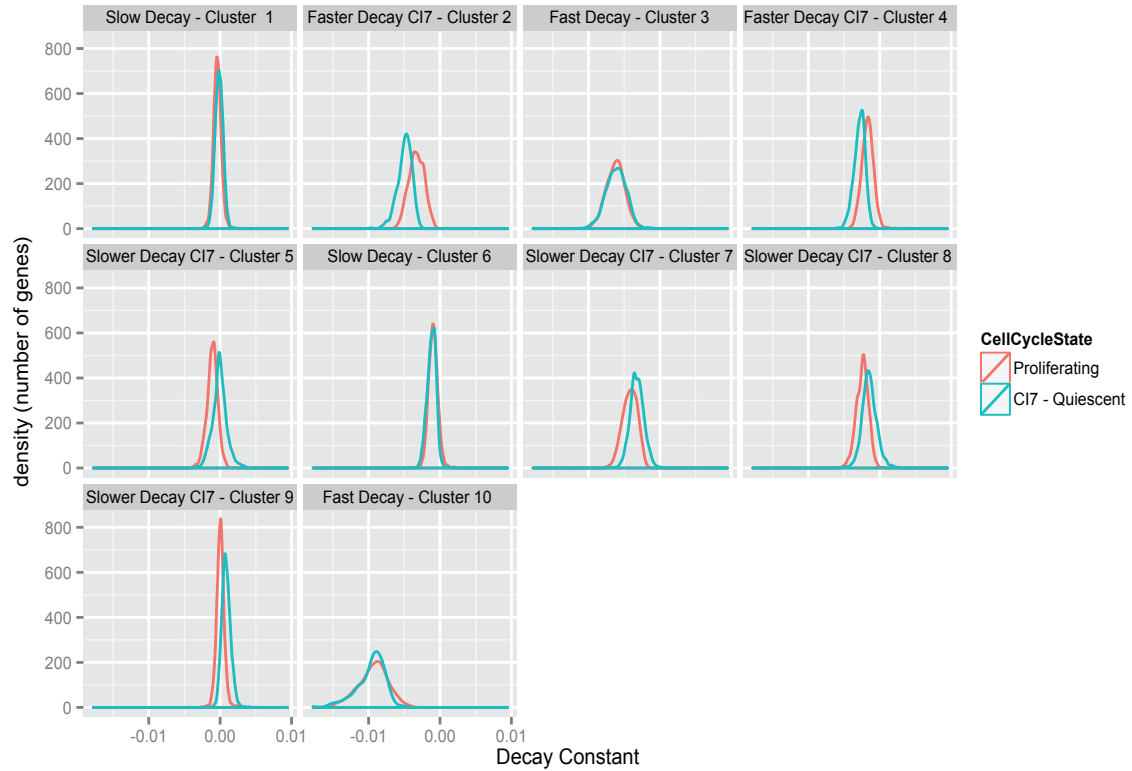 Slow Decay - Cluster 1
Faster Decay CI7 - Cluster 2
Fast Decay - Cluster 3
Faster Decay CI7 - Cluster 4
800
600
400
200
0
Slower Decay CI7 - Cluster 5
Slow Decay - Cluster 6
Slower Decay CI7 - Cluster 7
Slower Decay CI7 - Cluster 8
800
600
400
200
0
Slower Decay CI7 - Cluster 9
Fast Decay - Cluster 10
800
600
400
200
0
-0.01 0.00 0.01
-0.01 0.00 0.01
Decay Constant
density (number of genes)
CellCycleState
Proliferating
CI7 - Quiescent